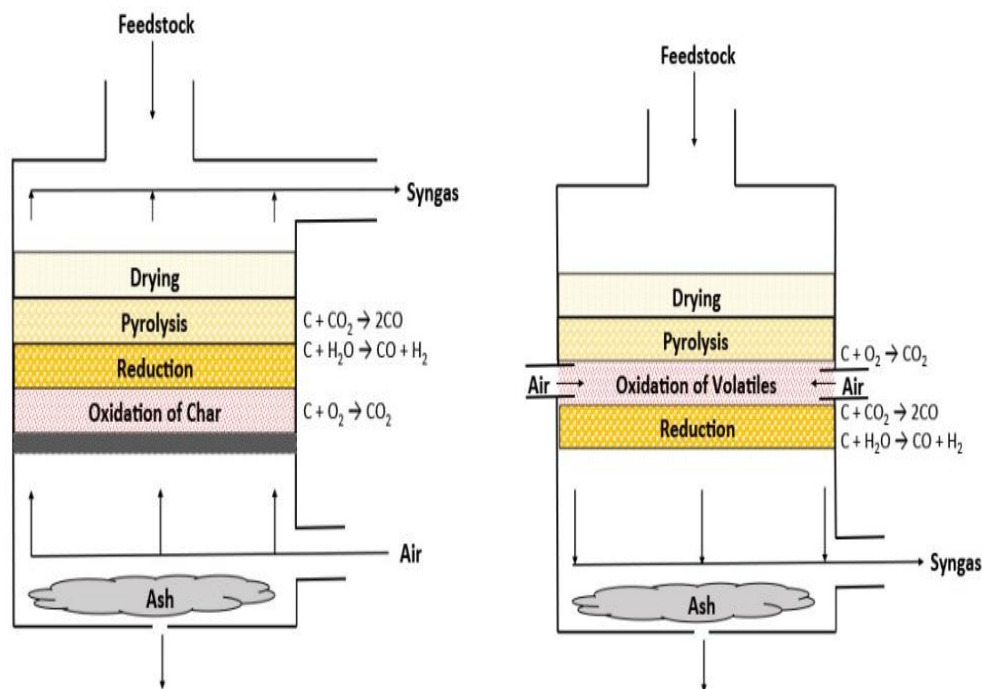 Feedstock
Syngas
Drying
Pyrolysis
C + CO₂ → 2CO
C + H₂O → CO + H₂
Reduction
Oxidation of Char
C + O₂ → CO₂
Air
Ash
Feedstock
Drying
Pyrolysis
C + O₂ → CO₂
Air
Oxidation of Volatiles
Air
C + CO₂ → 2CO
Reduction
C + H₂O → CO + H₂
Syngas
Ash